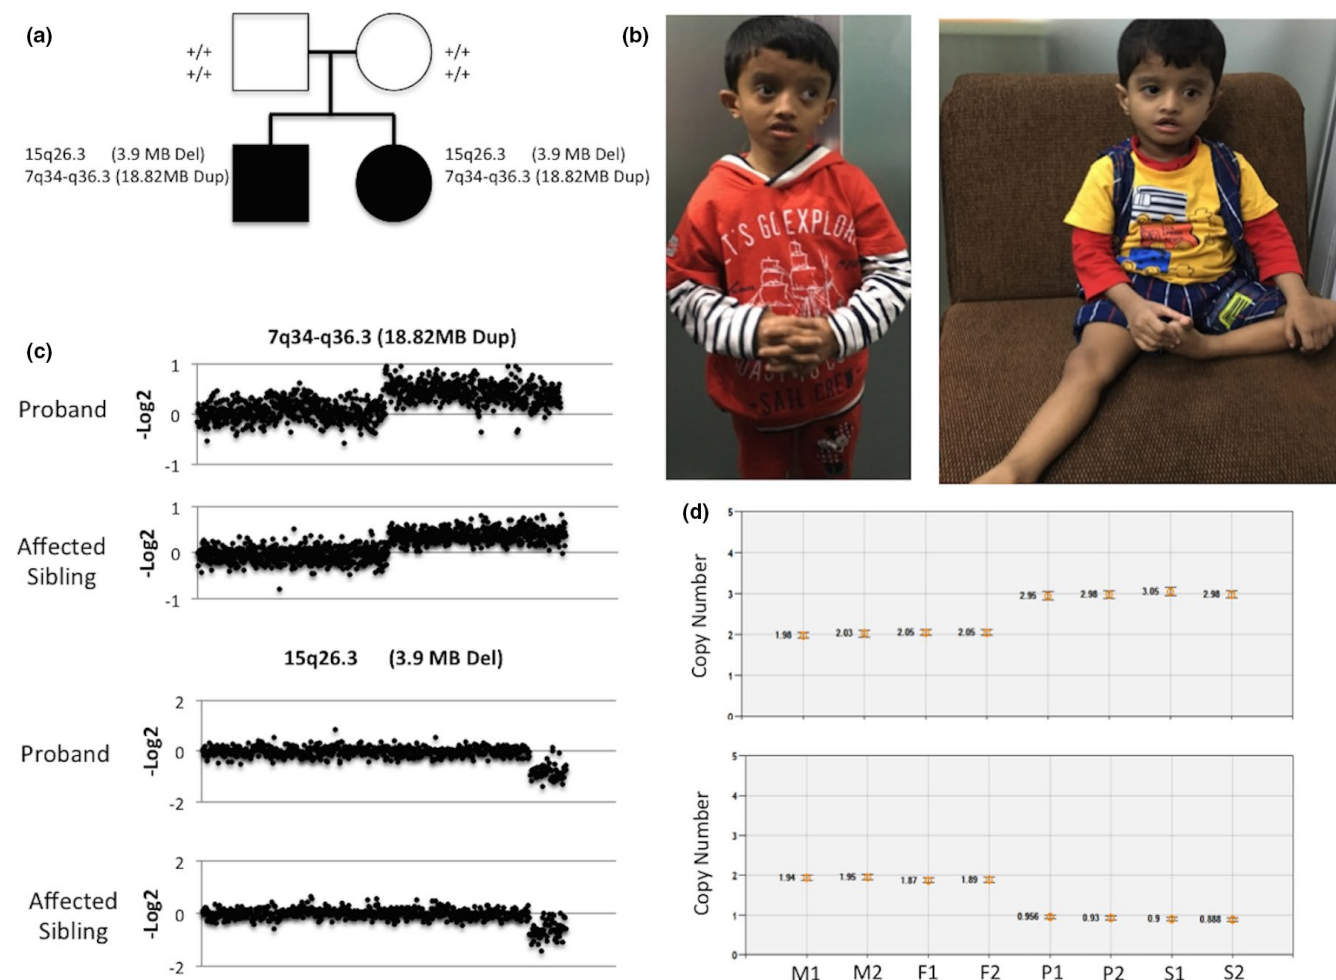 (a)
+/+
+/+
+/+
+/+
15q26.3 (3.9 MB Del)
7q34-q36.3 (18.82MB Dup)
15q26.3 (3.9 MB Del)
7q34-q36.3 (18.82MB Dup)
(b)
T'S GO EXPLOR
SAIL CREW
(c)
7q34-q36.3 (18.82MB Dup)
Proband
-Log2
1
0
-1
Affected
Sibling
-Log2
1
0
-1
15q26.3 (3.9 MB Del)
Proband
-Log2
2
0
-2
Affected
Sibling
-Log2
2
0
-2
(d)
Copy Number
5
4
3
2
1
0
1.98
2.03
2.05
2.05
2.95
2.98
3.05
2.98
Copy Number
5
4
3
2
1
0
1.94
1.95
1.87
1.89
0.956
0.93
0.9
0.888
M1 M2 F1 F2 P1 P2 S1 S2